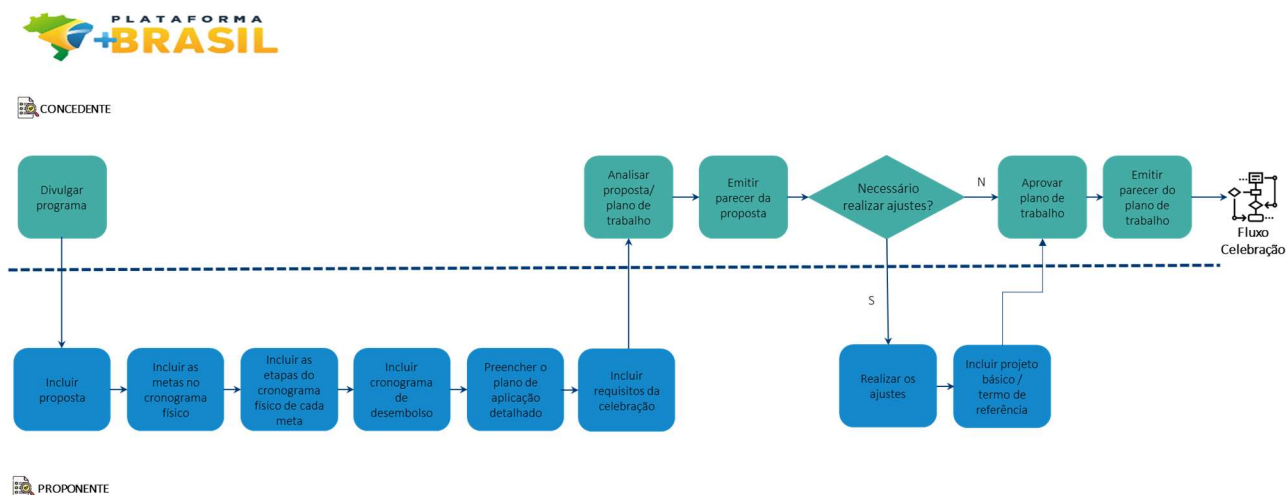 PLATAFORMA
+BRASIL
CONCEDENTE
Divulgar
programa
Analisar
proposta/
plano de
trabalho
Emitir
parecer da
proposta
Necessário
realizar ajustes?
N
Aprovar
plano de
trabalho
Emitir
parecer do
plano de
trabalho
Fluxo
Celebração
S
Incluir
proposta
Incluir as
metas no
cronograma
físico
Incluir as
etapas do
cronograma
físico de cada
meta
Incluir
cronograma
de
desembolso
Preencher o
plano de
aplicação
detalhado
Incluir
requisitos da
celebração
Realizar os
ajustes
Incluir projeto
básico /
termo de
referência
PROPONENTE